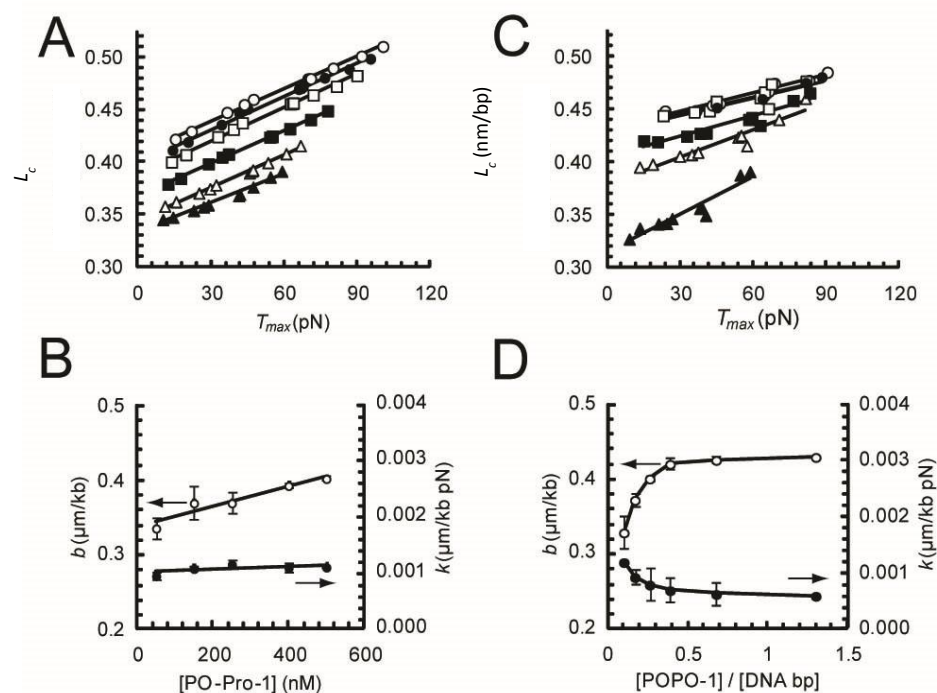 A
C
0.50
0.45
0.40
0.35
0.30
L_c
0 30 60 90 120
T_max (pN)
0.50
0.45
0.40
0.35
0.30
L_c (nm/bp)
0 30 60 90 120
T_max (pN)
B
D
0.5
0.4
0.3
0.2
b (μm/kb)
0.004
0.003
0.002
0.001
0.000
k (μm/kb pN)
0 200 400 600
[PO-Pro-1] (nM)
0.5
0.4
0.3
0.2
b (μm/kb)
0.004
0.003
0.002
0.001
0.000
k (μm/kb pN)
0 0.5 1.0 1.5
[POPO-1] / [DNA bp]